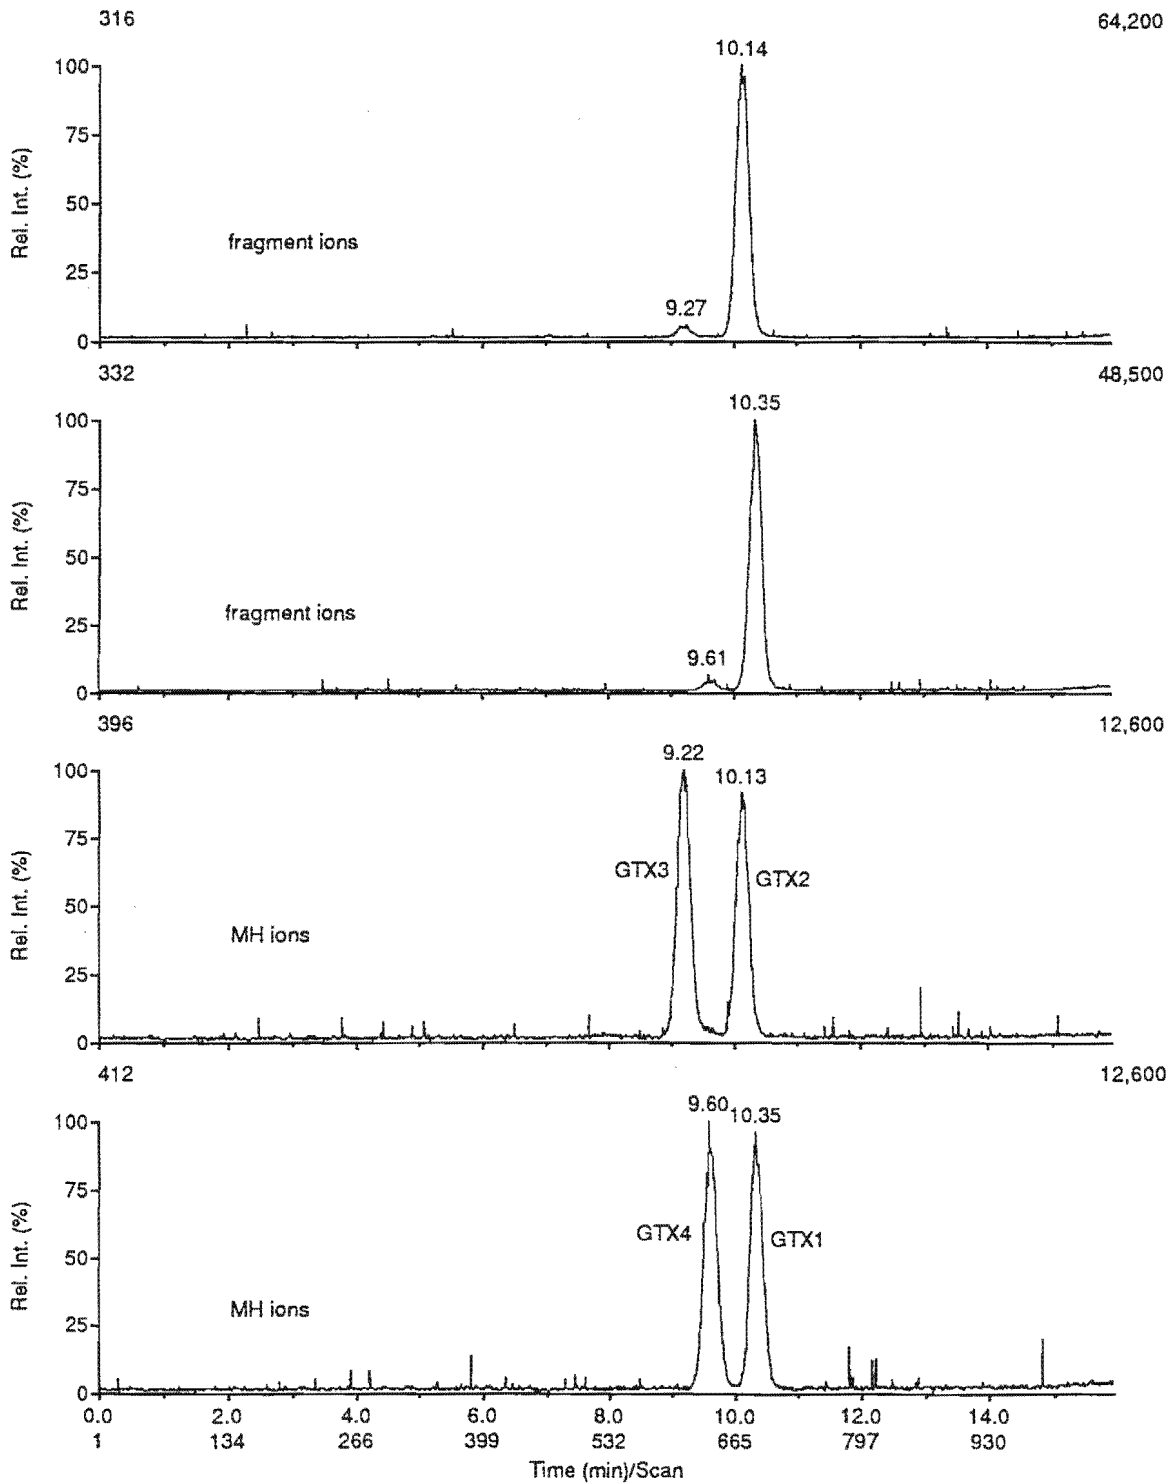 316 64,200
10.14
100
75
50
25
0
Rel. Int. (%)
fragment ions
9.27
332 48,500
10.35
100
75
50
25
0
Rel. Int. (%)
fragment ions
9.61
396 12,600
9.22
10.13
100
75
50
25
0
Rel. Int. (%)
GTX3 GTX2
MH ions
412 12,600
9.60 10.35
100
75
50
25
0
Rel. Int. (%)
GTX4 GTX1
MH ions
0.0 2.0 4.0 6.0 8.0 10.0 12.0 14.0
1 134 266 399 532 665 797 930
Time (min)/Scan